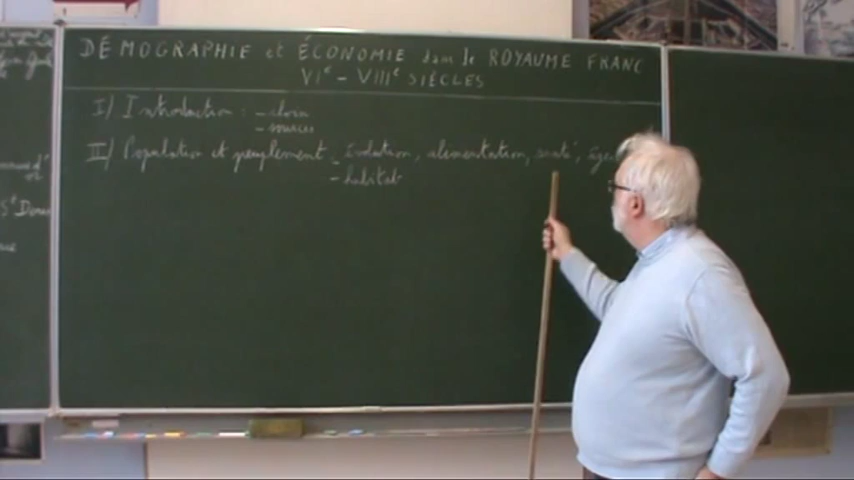 DÉMOGRAPHIE et ÉCONOMIE dans le ROYAUME FRANC
VIe - VIIIe SIÈCLES
I/ Introduction : - choix
- sources
II/ Population et peuplement - , alimentation, santé, âge
- habitat
5e